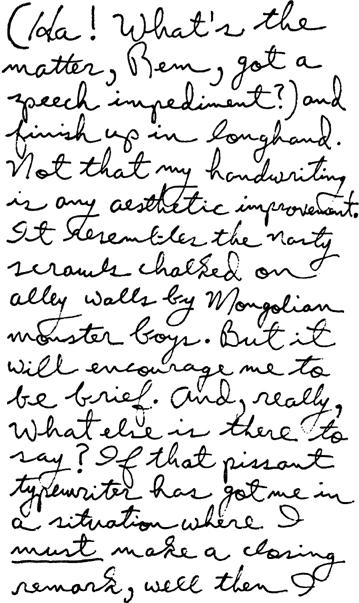 (Ha! What's the
matter, Rem, got a
speech impediment?) and
finish up in longhand.
Not that my handwriting
is any aesthetic improvement.
It resembles the nasty
scrawls chalked on
alley walls by Mongolian
monster boys. But it
will encourage me to
be brief. And, really,
what else is there to
say? If that pissant
typewriter has got me in
a situation where I
must make a closing
remark, well then I